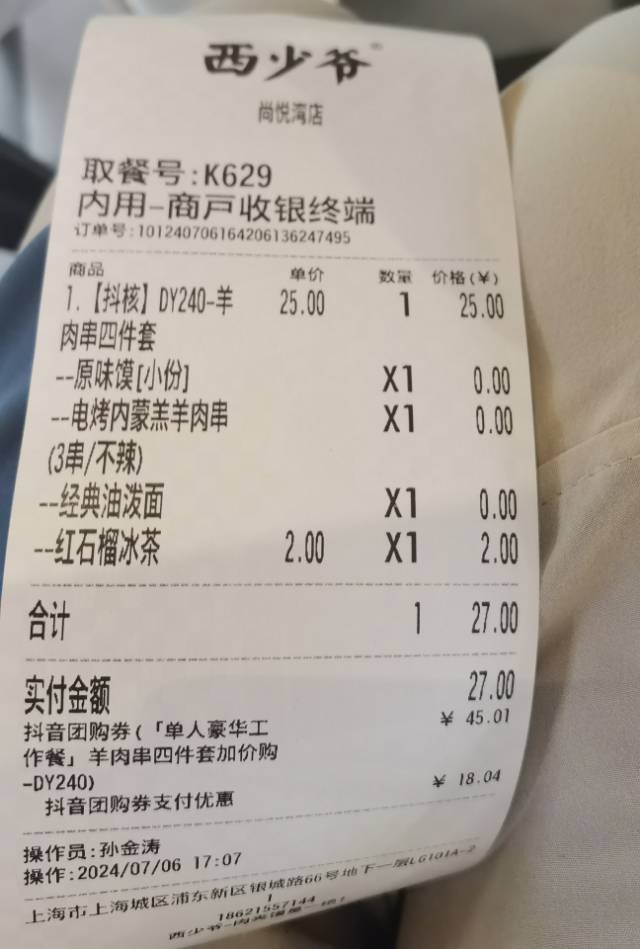 西少爷®
尚悦湾店
取餐号:K629
内用-商户收银终端
订单号:101240706164206136247495
商品 单价 数量 价格(¥)
1.【抖核】DY240-羊 25.00 1 25.00
肉串四件套
--原味馍[小份] X1 0.00
--电烤内蒙羔羊肉串 X1 0.00
(3串/不辣)
--经典油泼面 X1 0.00
--红石榴冰茶 2.00 X1 2.00
合计 1 27.00
实付金额 27.00
抖音团购券(「单人豪华工 ¥ 45.01
作餐」羊肉串四件套加价购
-DY240)
抖音团购券支付优惠 ¥ 18.04
操作员:孙金涛
操作:2024/07/06 17:07
上海市上海城区浦东新区银城路66号地下一层LG101A-2
1
18621557144
西少爷-肉夹馍